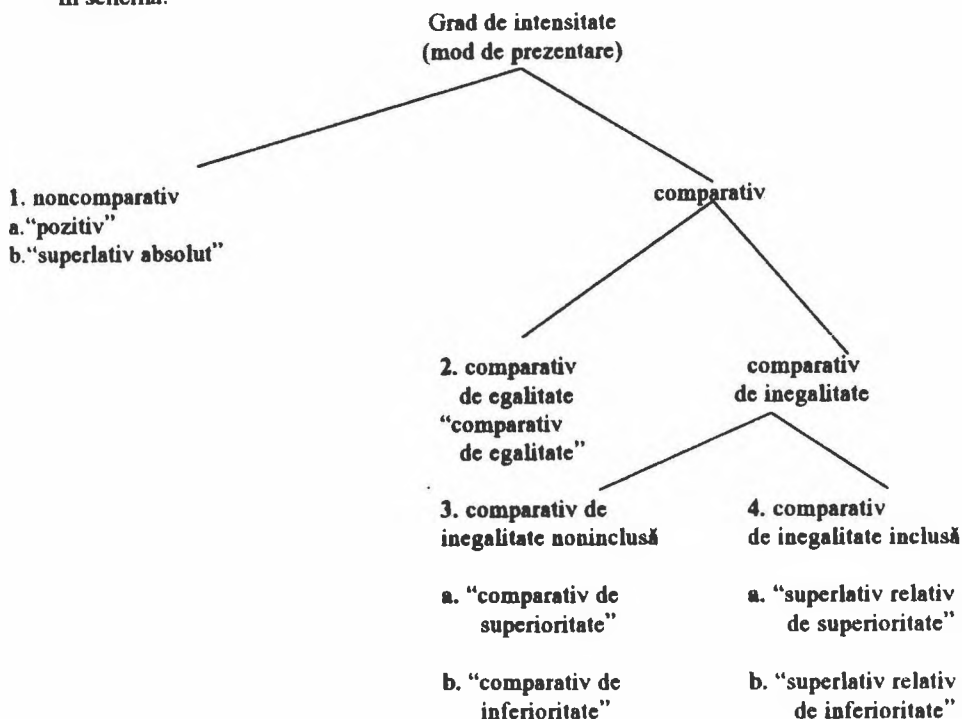 în schemă:
Grad de intensitate
(mod de prezentare)
1. noncomparativ
a.“pozitiv”
b.“superlativ absolut”
comparativ
2. comparativ
de egalitate
“comparativ
de egalitate”
comparativ
de inegalitate
3. comparativ de
inegalitate noninclusă
a. “comparativ de
superioritate”
b. “comparativ de
inferioritate”
4. comparativ
de inegalitate inclusă
a. “superlativ relativ
de superioritate”
b. “superlativ relativ
de inferioritate”